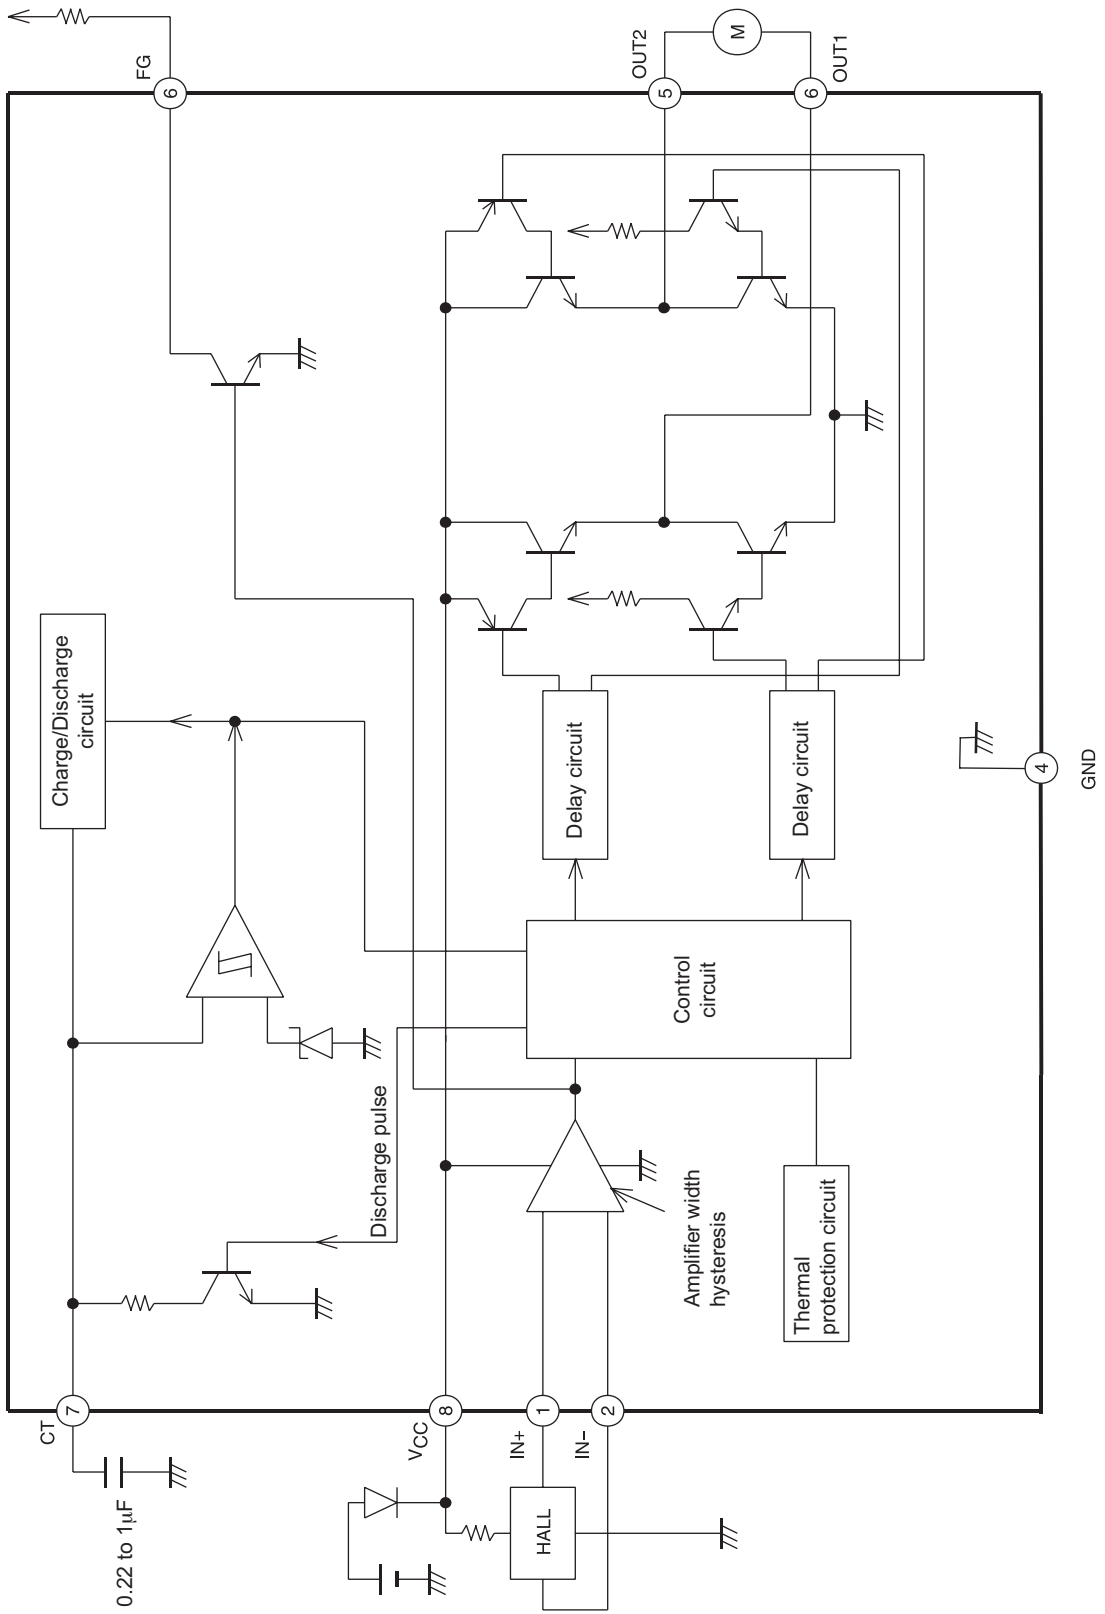 FG
6
OUT2
5
M
OUT1
6
Charge/Discharge
circuit
Delay circuit
Delay circuit
4
GND
Control
circuit
Discharge pulse
Amplifier width
hysteresis
Thermal
protection circuit
CT
7
0.22 to 1μF
VCC
8
IN+
1
IN−
2
HALL